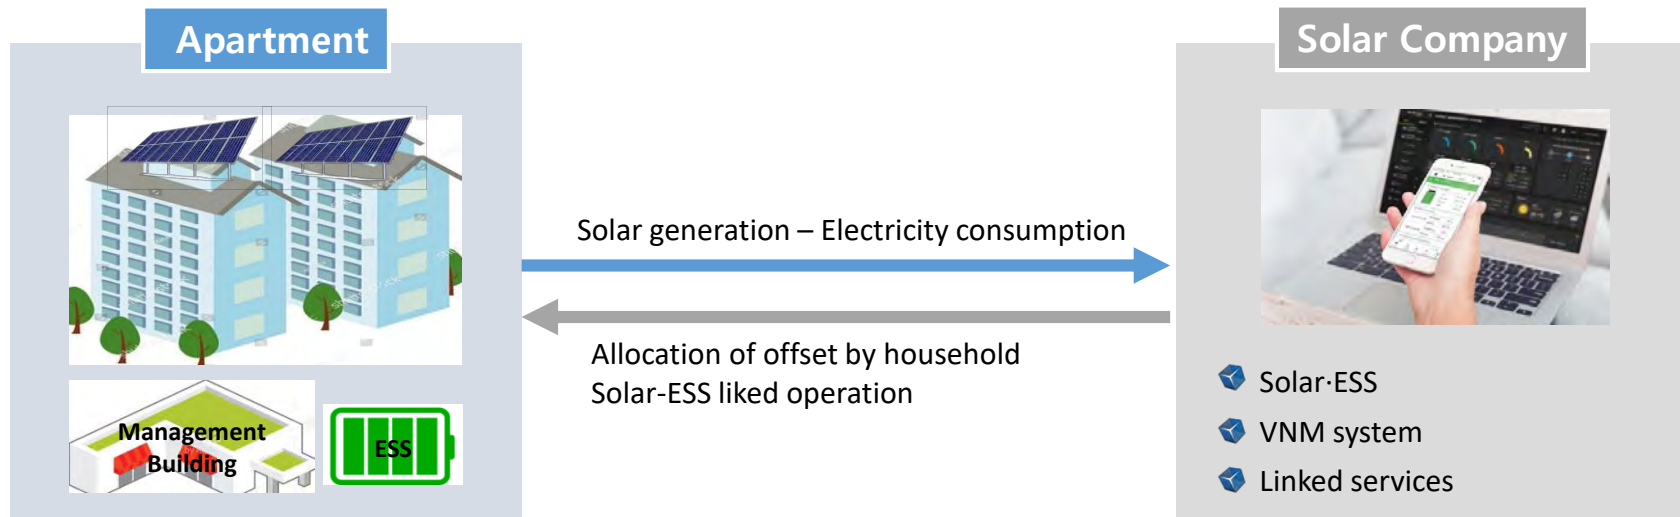 Apartment
Solar Company
Solar generation – Electricity consumption
Allocation of offset by household
Solar-ESS liked operation
Management
Building
ESS
Solar·ESS
VNM system
Linked services